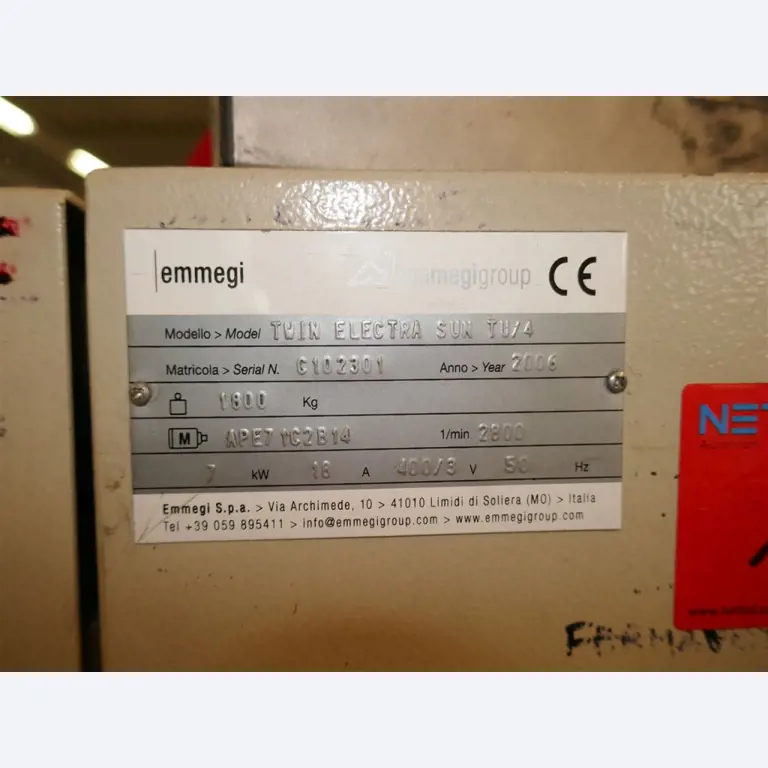 emmegi emmegigroup CE
Modello > Model TWIN ELECTRA SUN TU/4
Matricola > Serial N. C102301 Anno > Year 2006
1800 Kg
M APE71C2B14 1/min 2800
7 kW 18 A 400/3 V 50 Hz
Emmegi S.p.a. > Via Archimede, 10 > 41010 Limidi di Soliera (MO) > Italia
Tel +39 059 895411 > info@emmegigroup.com > www.emmegigroup.com
NET